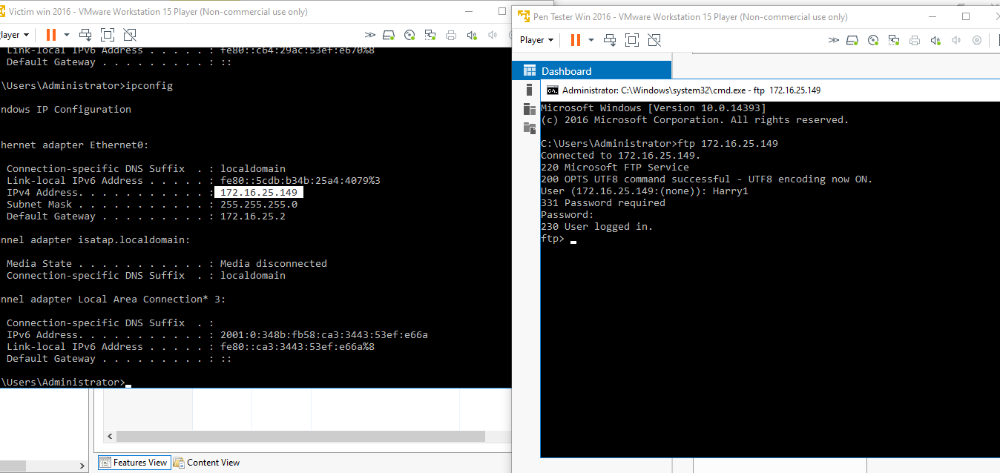 Victim win 2016 - VMware Workstation 15 Player (Non-commercial use only)
layer
Link-local IPv6 Address . . . . . : fe80::c64:29ac:53ef:e670%8
Default Gateway . . . . . . . . . : ::
\Users\Administrator>ipconfig
ndows IP Configuration
hernet adapter Ethernet0:
Connection-specific DNS Suffix . : localdomain
Link-local IPv6 Address . . . . . : fe80::5cdb:b34b:25a4:4079%3
IPv4 Address. . . . . . . . . . . : 172.16.25.149
Subnet Mask . . . . . . . . . . . : 255.255.255.0
Default Gateway . . . . . . . . . : 172.16.25.2
nnel adapter isatap.localdomain:
Media State . . . . . . . . . . . : Media disconnected
Connection-specific DNS Suffix . : localdomain
nnel adapter Local Area Connection* 3:
Connection-specific DNS Suffix . :
IPv6 Address. . . . . . . . . . . : 2001:0:348b:fb58:ca3:3443:53ef:e66a
Link-local IPv6 Address . . . . . : fe80::ca3:3443:53ef:e66a%8
Default Gateway . . . . . . . . . : ::
\Users\Administrator>
Features View
Content View
Pen Tester Win 2016 - VMware Workstation 15 Player (Non-commercial use only)
Player
Dashboard
Administrator: C:\Windows\system32\cmd.exe - ftp 172.16.25.149
Microsoft Windows [Version 10.0.14393]
(c) 2016 Microsoft Corporation. All rights reserved.
C:\Users\Administrator>ftp 172.16.25.149
Connected to 172.16.25.149.
220 Microsoft FTP Service
200 OPTS UTF8 command successful - UTF8 encoding now ON.
User (172.16.25.149:(none)): Harry1
331 Password required
Password:
230 User logged in.
ftp>